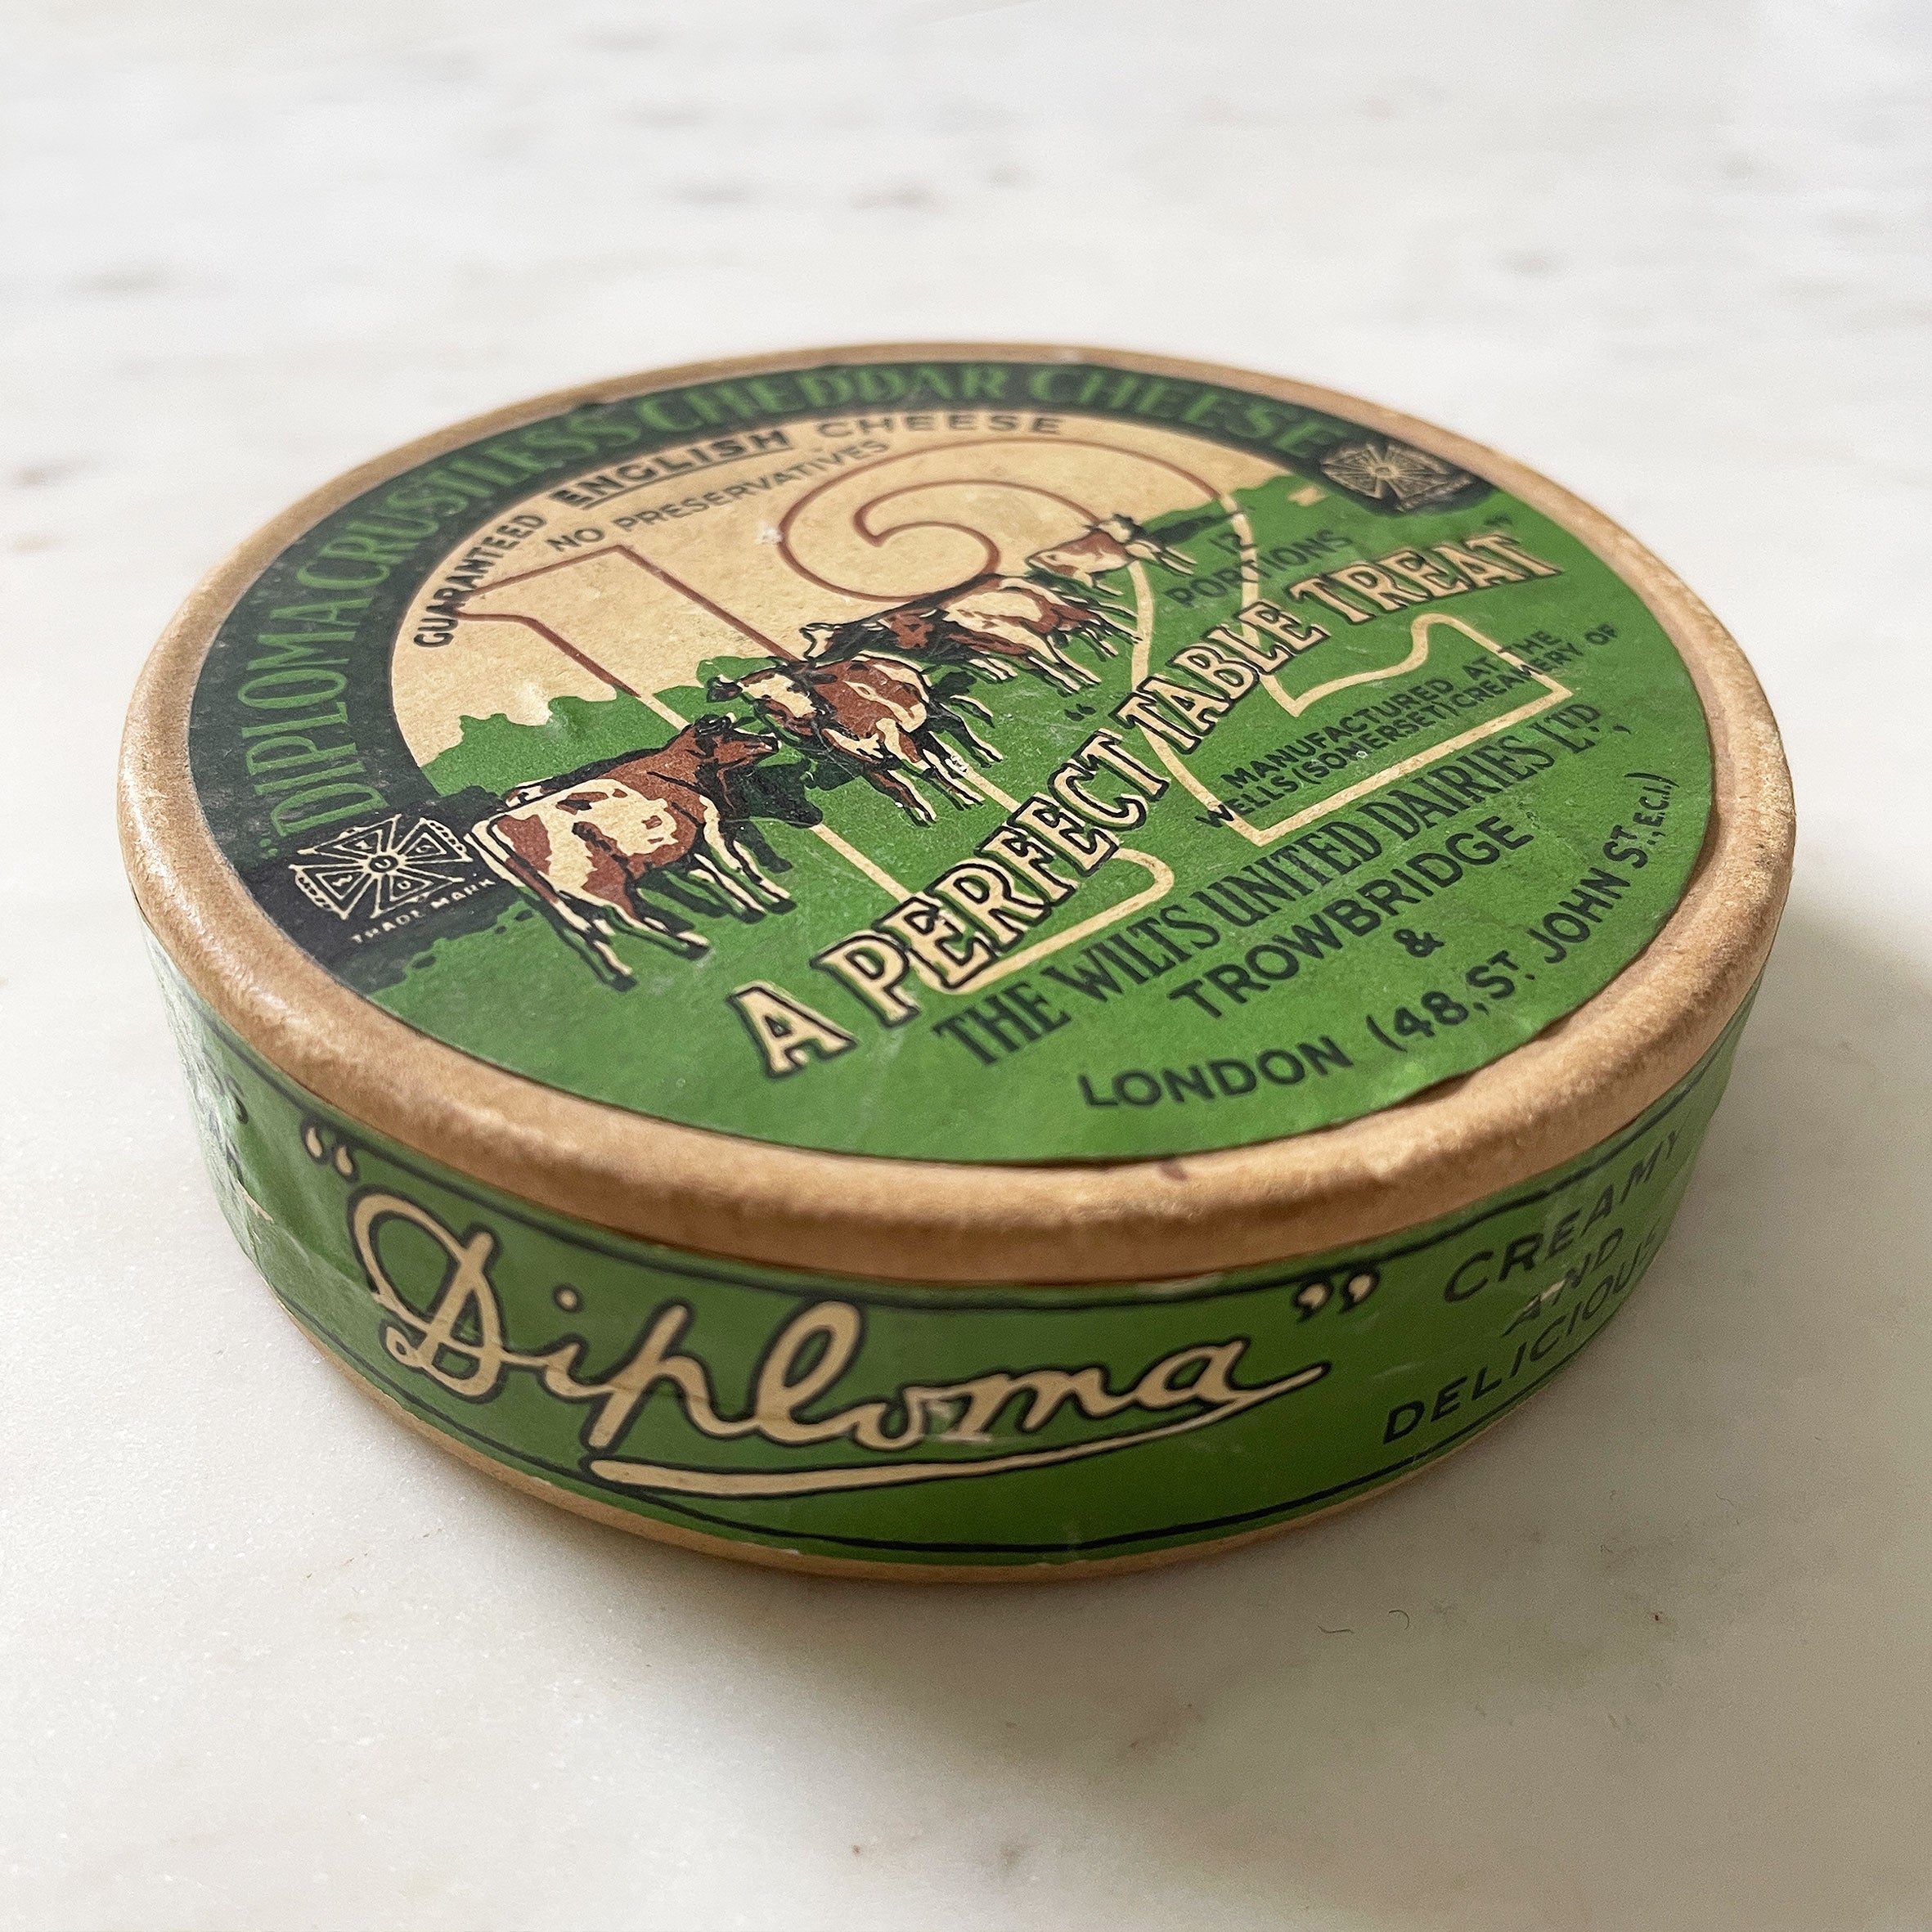 "DIPLOMA CRUSTLESS CHEDDAR CHEESE
GUARANTEED ENGLISH CHEESE
NO PRESERVATIVES
12
12
PORTIONS
"A PERFECT TABLE TREAT"
MANUFACTURED AT THE
WELLS (SOMERSET) CREAMERY OF
THE WILTS UNITED DAIRIES LTD,
TROWBRIDGE
&
LONDON (48, ST. JOHN ST., E.C.1.)
TRADE MARK
"Diploma"
CREAMY
AND
DELICIOUS